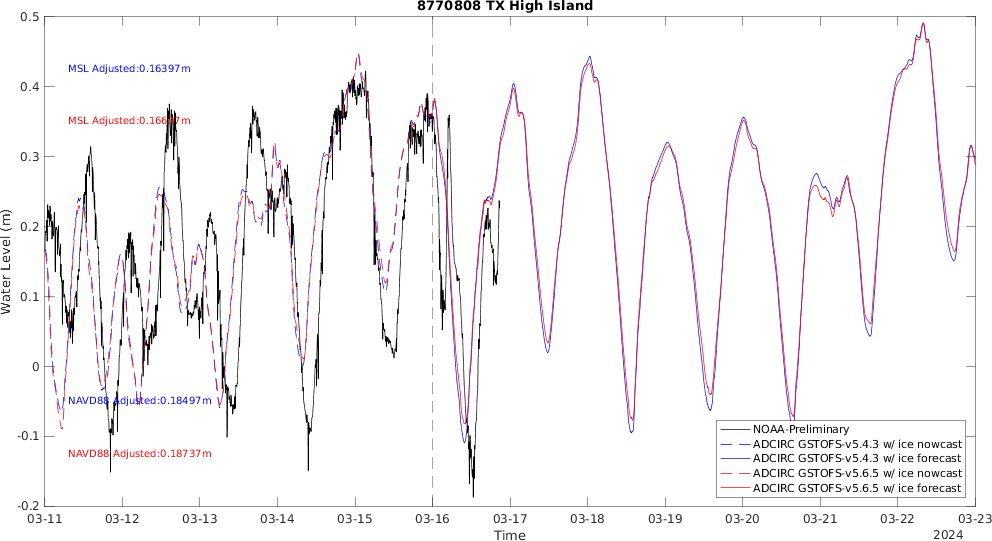 8770808 TX High Island
Water Level (m)
0.5
0.4
0.3
0.2
0.1
0
-0.1
-0.2
MSL Adjusted:0.16397m
NAVD88 Adjusted:0.18497m
NAVD88 Adjusted:0.18737m
NOAA-Preliminary
ADCIRC GSTOFS-v5.4.3 w/ ice nowcast
ADCIRC GSTOFS-v5.4.3 w/ ice forecast
ADCIRC GSTOFS-v5.6.5 w/ ice nowcast
ADCIRC GSTOFS-v5.6.5 w/ ice forecast
03-11 03-12 03-13 03-14 03-15 03-16 03-17 03-18 03-19 03-20 03-21 03-22 03-23
Time
2024